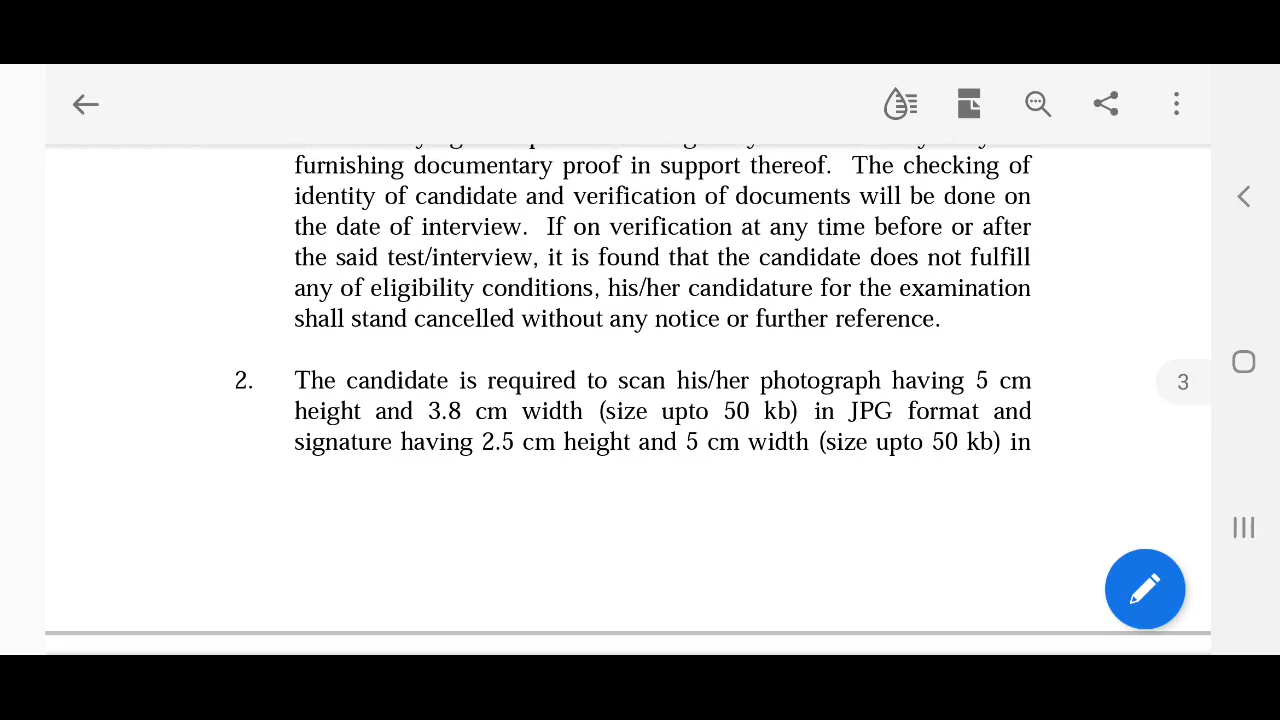 furnishing documentary proof in support thereof. The checking of
identity of candidate and verification of documents will be done on
the date of interview. If on verification at any time before or after
the said test/interview, it is found that the candidate does not fulfill
any of eligibility conditions, his/her candidature for the examination
shall stand cancelled without any notice or further reference.
2. The candidate is required to scan his/her photograph having 5 cm
height and 3.8 cm width (size upto 50 kb) in JPG format and
signature having 2.5 cm height and 5 cm width (size upto 50 kb) in
3